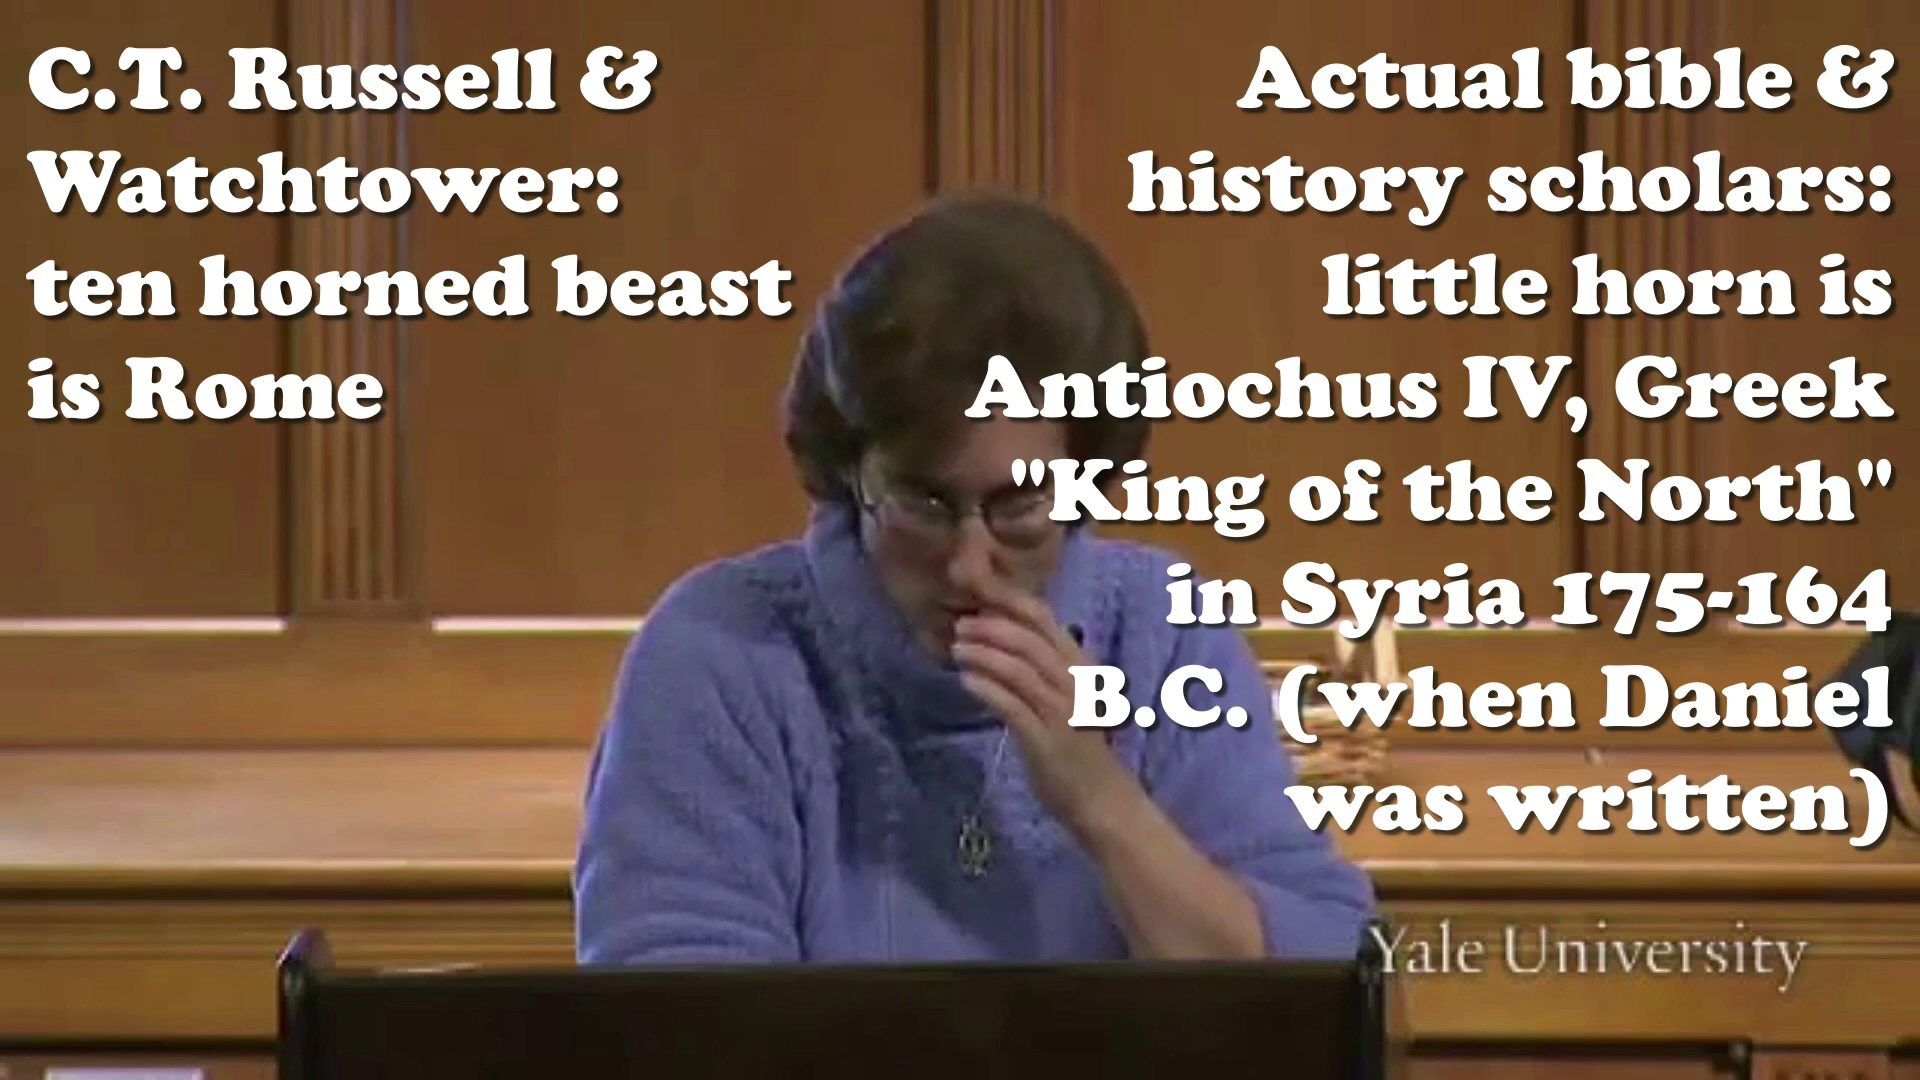 C.T. Russell &
Watchtower:
ten horned beast
is Rome
Actual bible &
history scholars:
little horn is
Antiochus IV, Greek
"King of the North"
in Syria 175-164
B.C. (when Daniel
was written)
Yale University